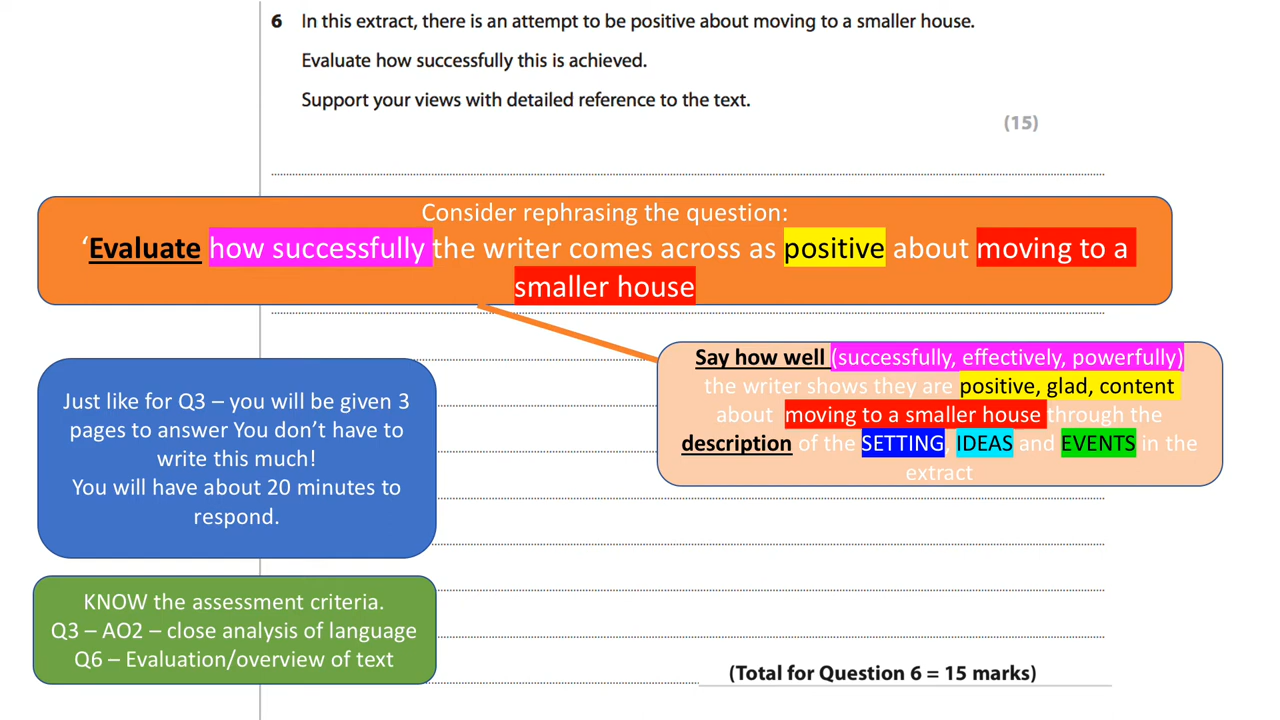 6 In this extract, there is an attempt to be positive about moving to a smaller house.
Evaluate how successfully this is achieved.
Support your views with detailed reference to the text.
(15)
Consider rephrasing the question:
‘Evaluate how successfully the writer comes across as positive about moving to a
smaller house
Say how well (successfully, effectively, powerfully)
the writer shows they are positive, glad, content
about moving to a smaller house through the
description of the SETTING, IDEAS and EVENTS in the
extract
Just like for Q3 – you will be given 3
pages to answer You don’t have to
write this much!
You will have about 20 minutes to
respond.
KNOW the assessment criteria.
Q3 – AO2 – close analysis of language
Q6 – Evaluation/overview of text
(Total for Question 6 = 15 marks)